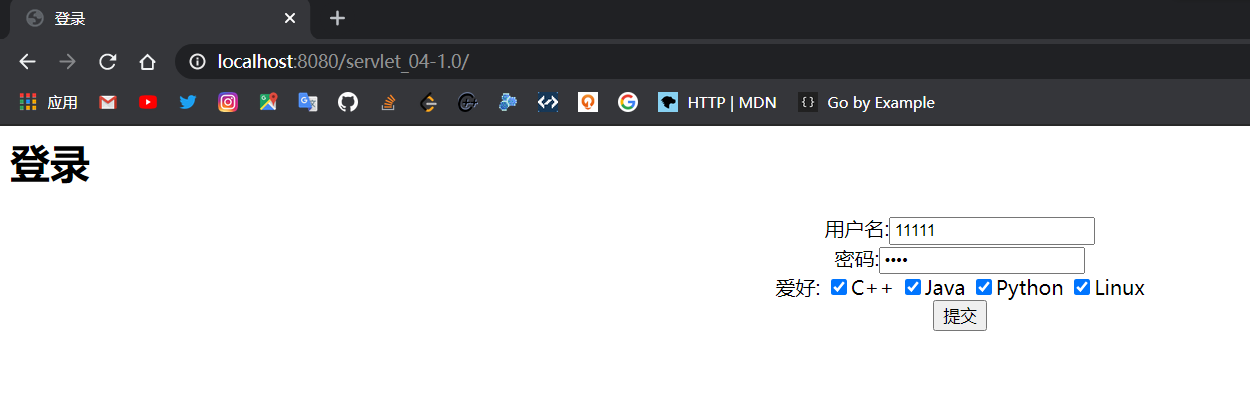 登录
localhost:8080/servlet_04-1.0/
应用 HTTP | MDN Go by Example
登录
用户名: 11111
密码: ••••
爱好: C++ Java Python Linux
提交